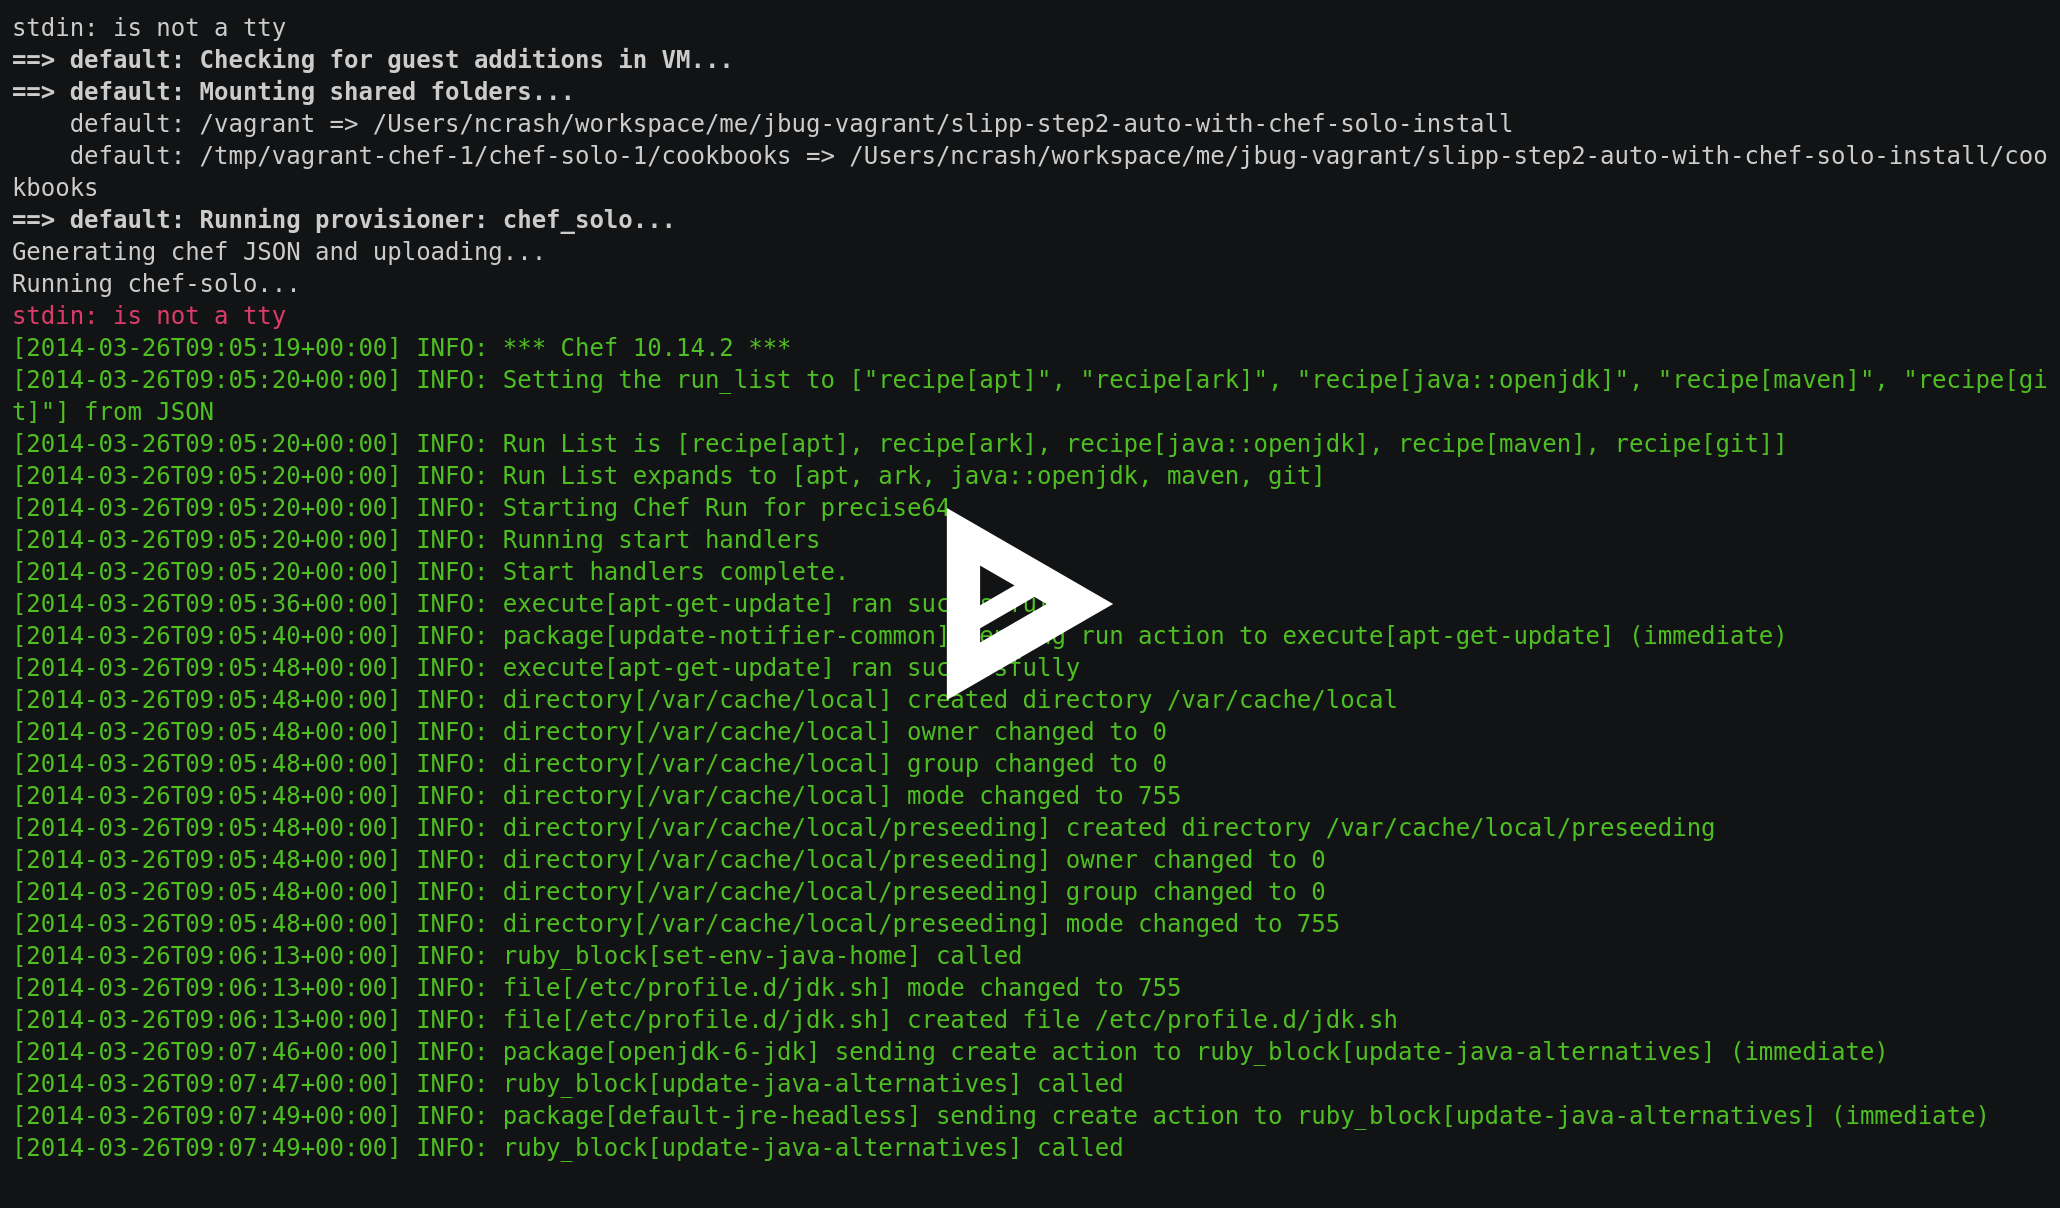 stdin: is not a tty
==> default: Checking for guest additions in VM...
==> default: Mounting shared folders...
    default: /vagrant => /Users/ncrash/workspace/me/jbug-vagrant/slipp-step2-auto-with-chef-solo-install
    default: /tmp/vagrant-chef-1/chef-solo-1/cookbooks => /Users/ncrash/workspace/me/jbug-vagrant/slipp-step2-auto-with-chef-solo-install/coo
kbooks
==> default: Running provisioner: chef_solo...
Generating chef JSON and uploading...
Running chef-solo...
stdin: is not a tty
[2014-03-26T09:05:19+00:00] INFO: *** Chef 10.14.2 ***
[2014-03-26T09:05:20+00:00] INFO: Setting the run_list to ["recipe[apt]", "recipe[ark]", "recipe[java::openjdk]", "recipe[maven]", "recipe[gi
t]"] from JSON
[2014-03-26T09:05:20+00:00] INFO: Run List is [recipe[apt], recipe[ark], recipe[java::openjdk], recipe[maven], recipe[git]]
[2014-03-26T09:05:20+00:00] INFO: Run List expands to [apt, ark, java::openjdk, maven, git]
[2014-03-26T09:05:20+00:00] INFO: Starting Chef Run for precise64
[2014-03-26T09:05:20+00:00] INFO: Running start handlers
[2014-03-26T09:05:20+00:00] INFO: Start handlers complete.
[2014-03-26T09:05:36+00:00] INFO: execute[apt-get-update] ran
[2014-03-26T09:05:40+00:00] INFO: package[update-notifier-common] run action to execute[apt-get-update] (immediate)
[2014-03-26T09:05:48+00:00] INFO: execute[apt-get-update] ran successfully
[2014-03-26T09:05:48+00:00] INFO: directory[/var/cache/local] created directory /var/cache/local
[2014-03-26T09:05:48+00:00] INFO: directory[/var/cache/local] owner changed to 0
[2014-03-26T09:05:48+00:00] INFO: directory[/var/cache/local] group changed to 0
[2014-03-26T09:05:48+00:00] INFO: directory[/var/cache/local] mode changed to 755
[2014-03-26T09:05:48+00:00] INFO: directory[/var/cache/local/preseeding] created directory /var/cache/local/preseeding
[2014-03-26T09:05:48+00:00] INFO: directory[/var/cache/local/preseeding] owner changed to 0
[2014-03-26T09:05:48+00:00] INFO: directory[/var/cache/local/preseeding] group changed to 0
[2014-03-26T09:05:48+00:00] INFO: directory[/var/cache/local/preseeding] mode changed to 755
[2014-03-26T09:06:13+00:00] INFO: ruby_block[set-env-java-home] called
[2014-03-26T09:06:13+00:00] INFO: file[/etc/profile.d/jdk.sh] mode changed to 755
[2014-03-26T09:06:13+00:00] INFO: file[/etc/profile.d/jdk.sh] created file /etc/profile.d/jdk.sh
[2014-03-26T09:07:46+00:00] INFO: package[openjdk-6-jdk] sending create action to ruby_block[update-java-alternatives] (immediate)
[2014-03-26T09:07:47+00:00] INFO: ruby_block[update-java-alternatives] called
[2014-03-26T09:07:49+00:00] INFO: package[default-jre-headless] sending create action to ruby_block[update-java-alternatives] (immediate)
[2014-03-26T09:07:49+00:00] INFO: ruby_block[update-java-alternatives] called